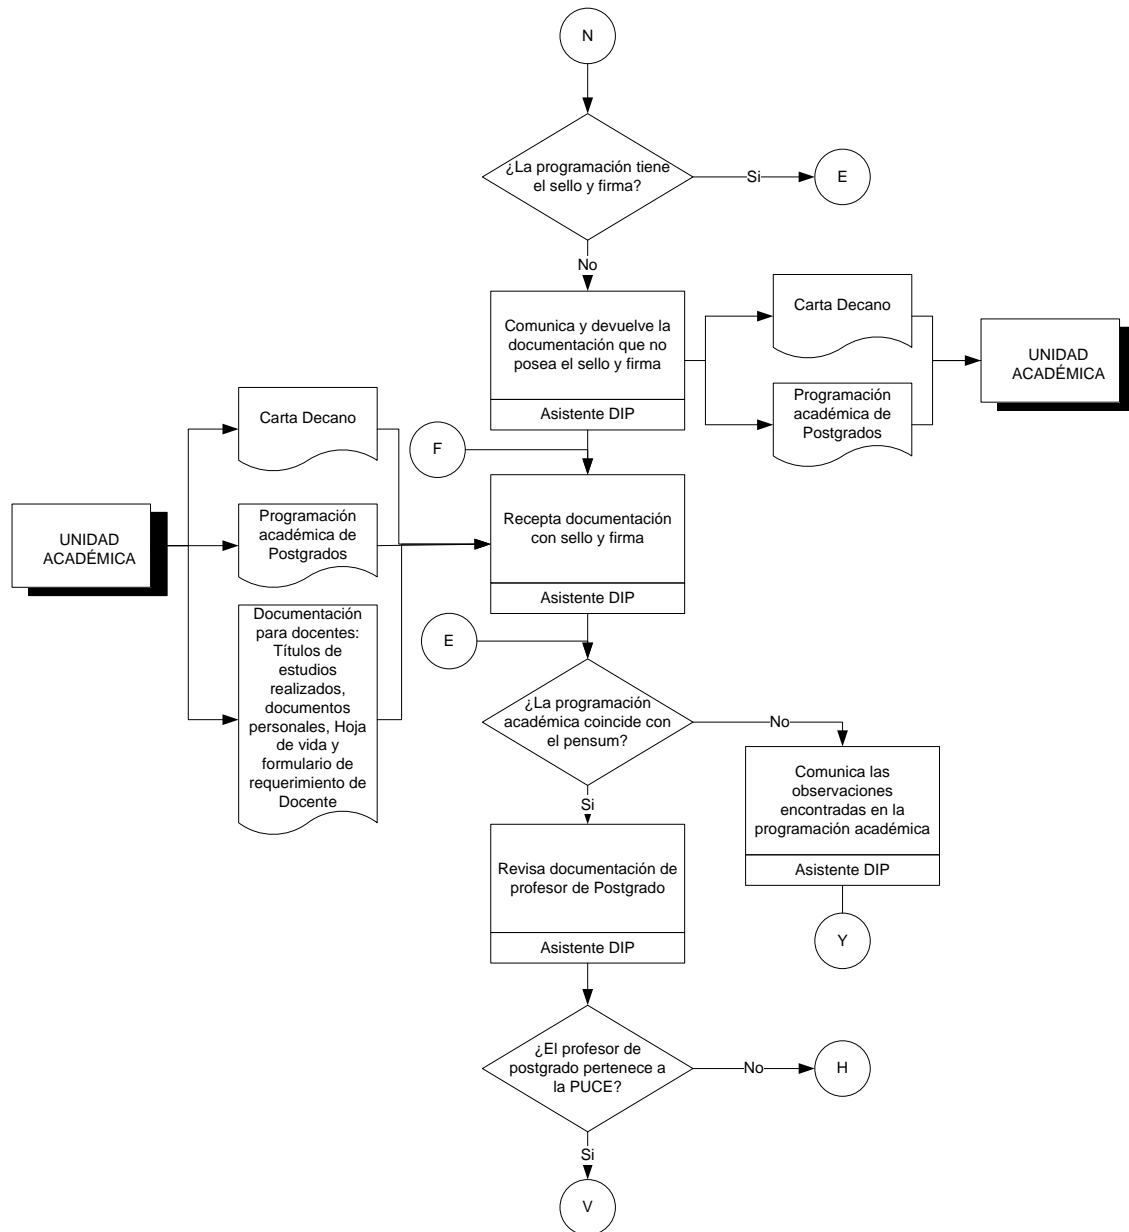 N
¿La programación tiene
el sello y firma?
Si
E
No
Comunica y devuelve la
documentación que no
posea el sello y firma
Asistente DIP
Carta Decano
Programación
académica de
Postgrados
UNIDAD
ACADÉMICA
F
Carta Decano
Programación
académica de
Postgrados
Documentación
para docentes:
Títulos de
estudios
realizados,
documentos
personales, Hoja
de vida y
formulario de
requerimiento de
Docente
UNIDAD
ACADÉMICA
Recepta documentación
con sello y firma
Asistente DIP
E
¿La programación
académica coincide con
el pensum?
No
Comunica las
observaciones
encontradas en la
programación académica
Asistente DIP
Y
Si
Revisa documentación de
profesor de Postgrado
Asistente DIP
¿El profesor de
postgrado pertenece a
la PUCE?
No
H
Si
V